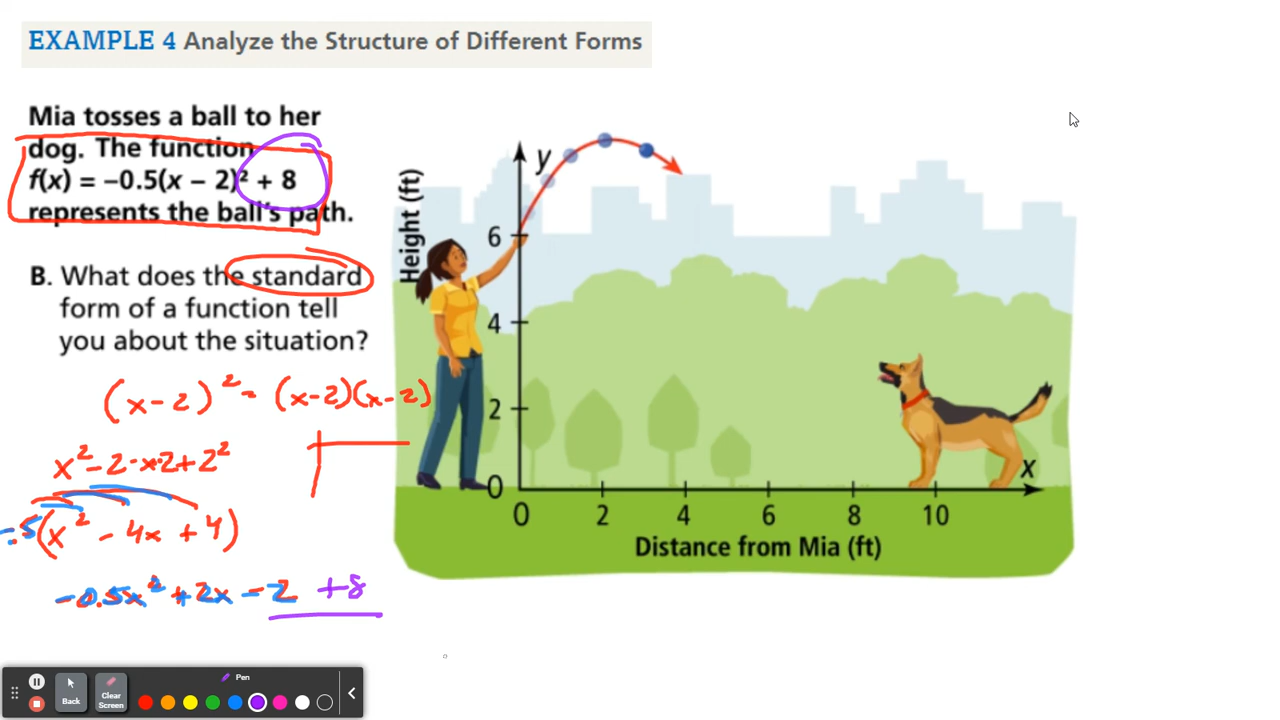 EXAMPLE 4 Analyze the Structure of Different Forms
Mia tosses a ball to her
dog. The function
f(x) = −0.5(x − 2)² + 8
represents the ball's path.
B. What does the standard
form of a function tell
you about the situation?
(x-2)² = (x-2)(x-2)
x² - 2·x·2 + 2²
-.5(x² - 4x + 4)
-0.5x² + 2x - 2 + 8
y
Height (ft)
6
4
2
0
x
0 2 4 6 8 10
Distance from Mia (ft)
Pen
Back
Clear
Screen